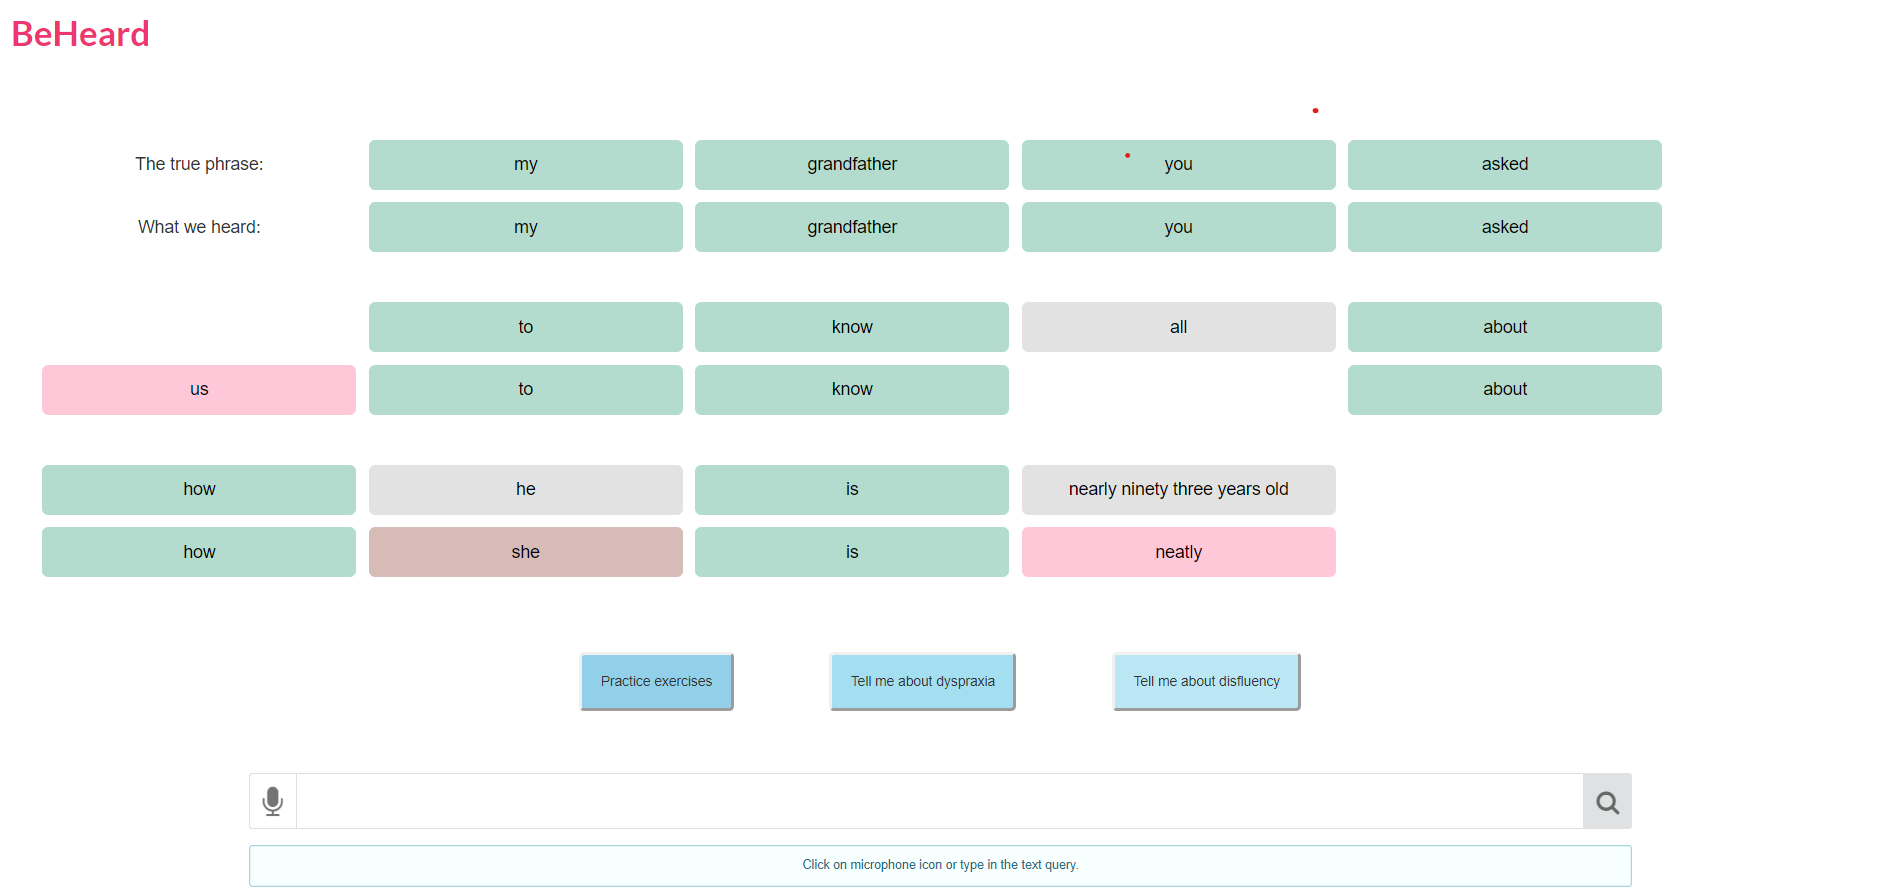 BeHeard
The true phrase: my grandfather you asked
What we heard: my grandfather you asked
to know all about
us to know about
how he is nearly ninety three years old
how she is neatly
Practice exercises Tell me about dyspraxia Tell me about disfluency
Click on microphone icon or type in the text query.